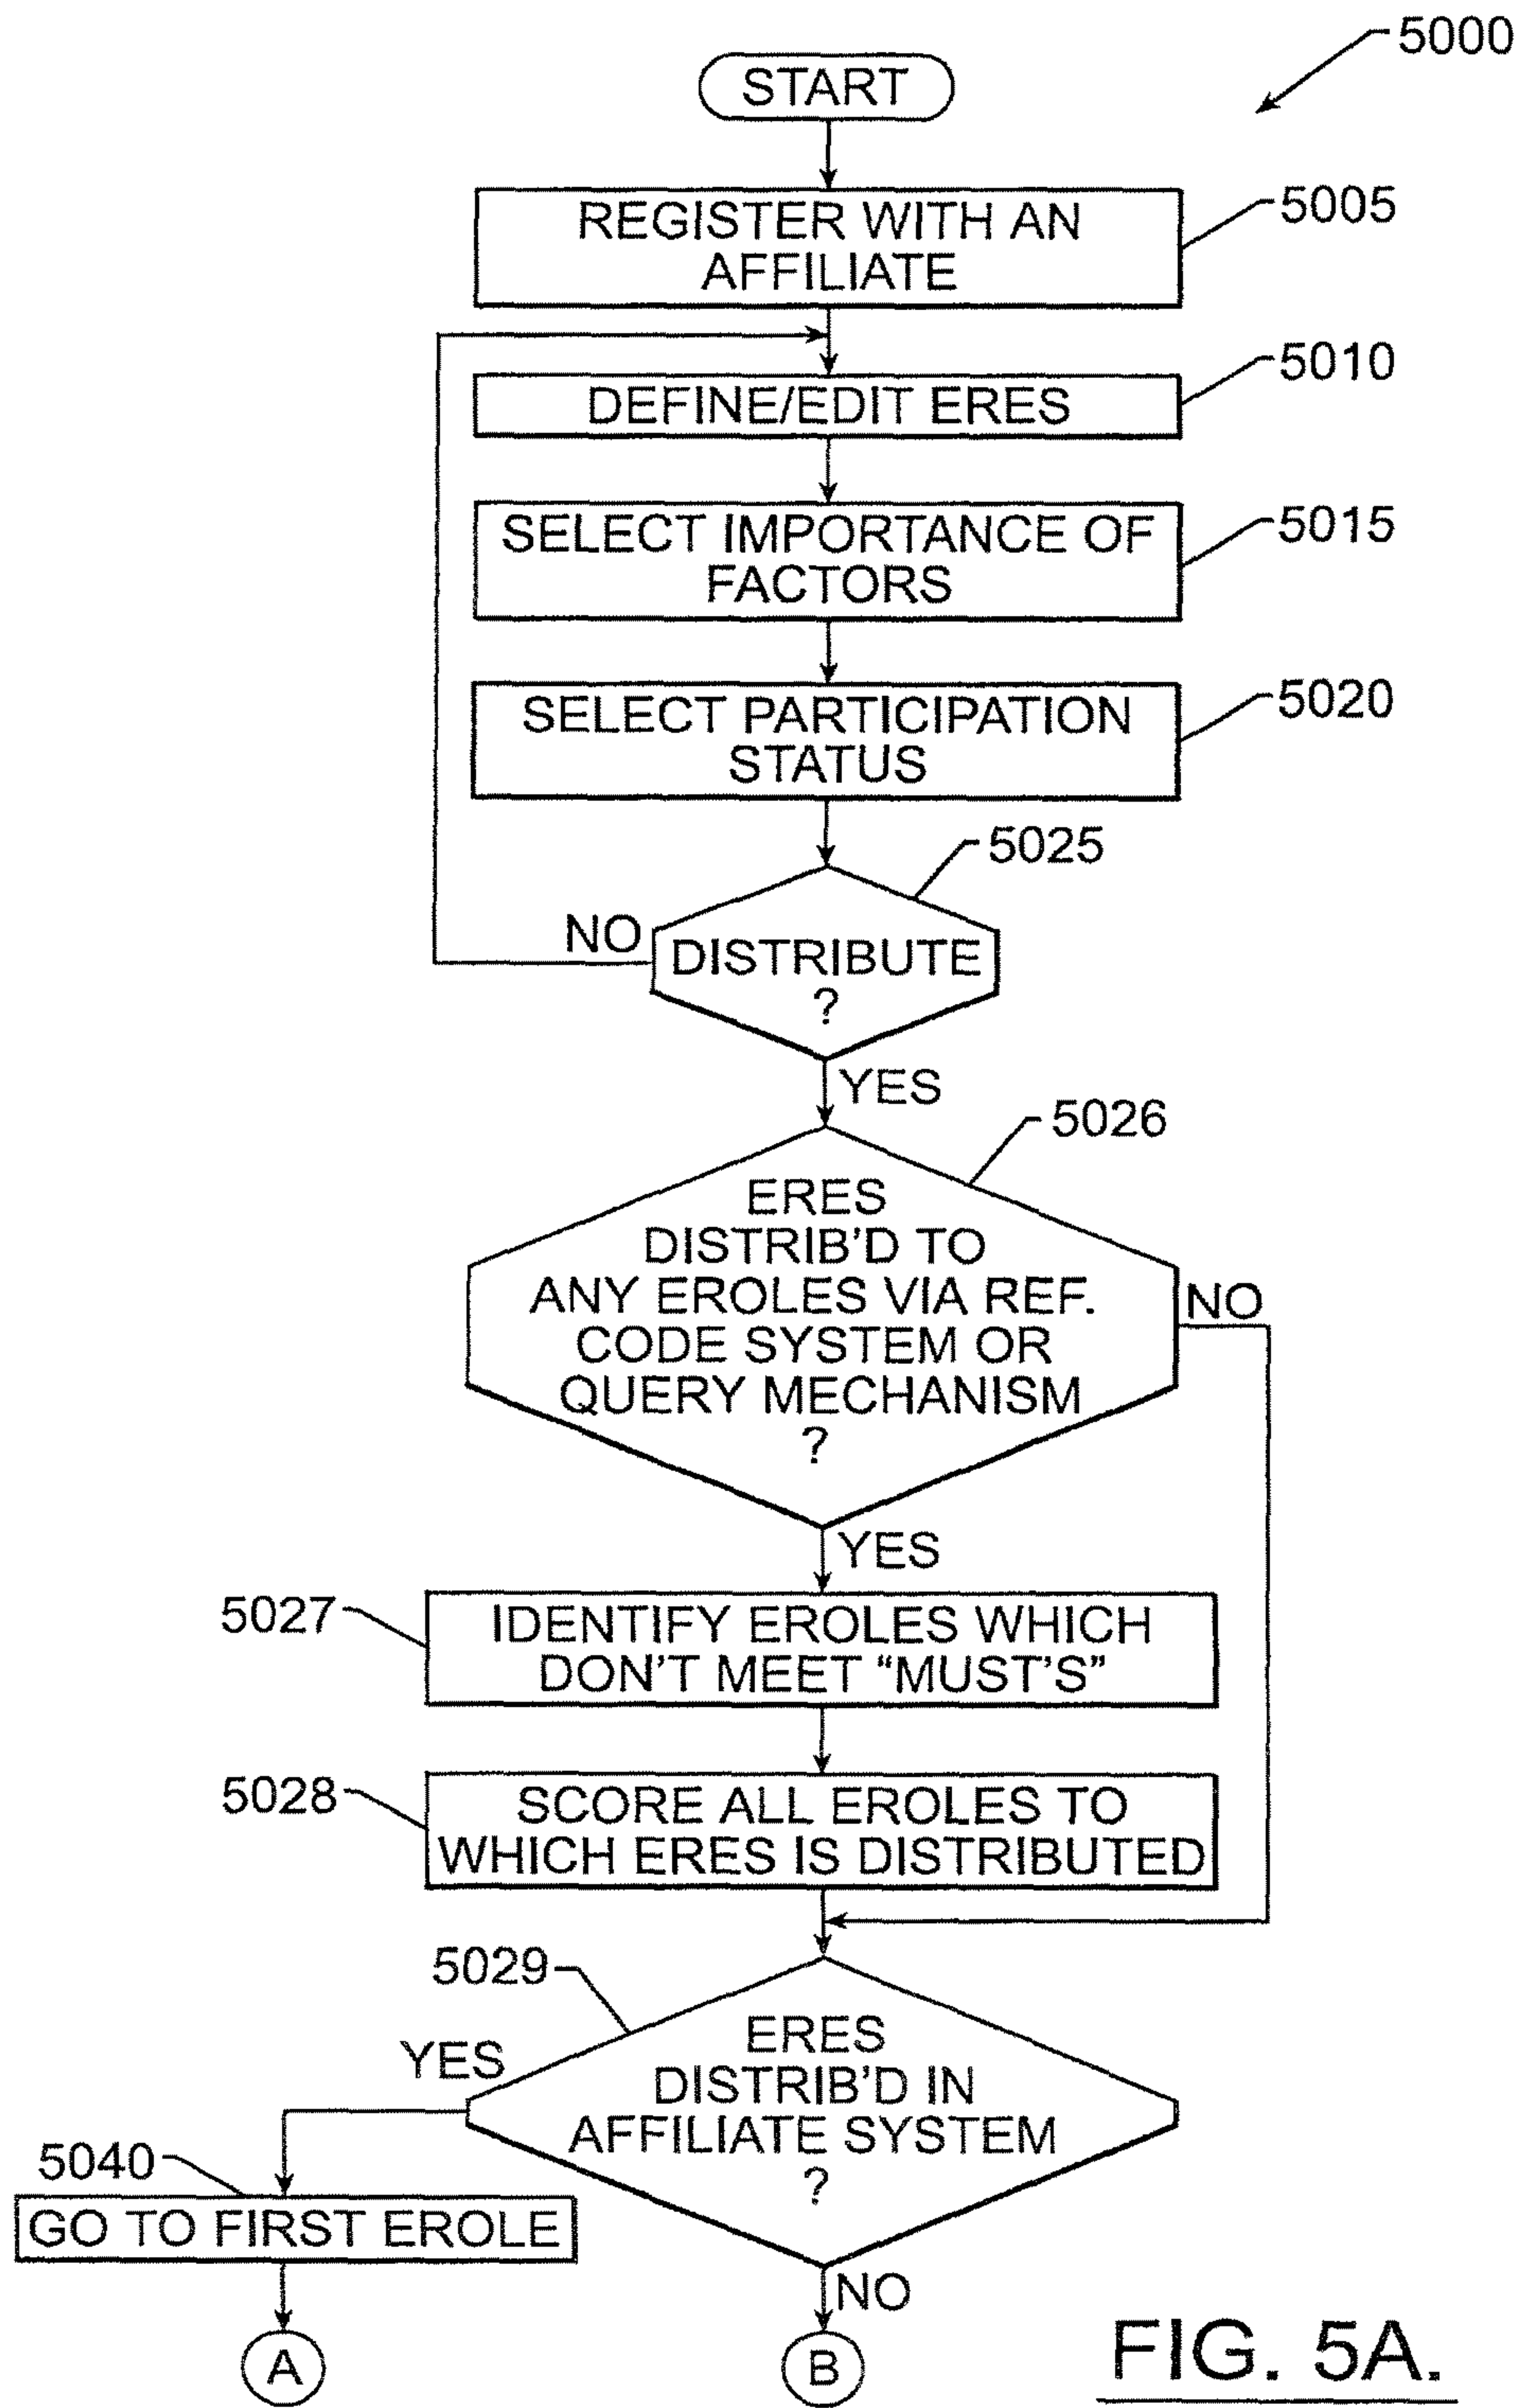 5000
START
REGISTER WITH AN
AFFILIATE
5005
DEFINE/EDIT ERES
5010
SELECT IMPORTANCE OF
FACTORS
5015
SELECT PARTICIPATION
STATUS
5020
5025
NO
DISTRIBUTE
?
YES
5026
ERES
DISTRIB'D TO
ANY EROLES VIA REF.
CODE SYSTEM OR
QUERY MECHANISM
?
NO
YES
5027
IDENTIFY EROLES WHICH
DON'T MEET “MUST'S”
5028
SCORE ALL EROLES TO
WHICH ERES IS DISTRIBUTED
5029
YES
ERES
DISTRIB'D IN
AFFILIATE SYSTEM
?
5040
GO TO FIRST EROLE
NO
A
B
FIG. 5A.